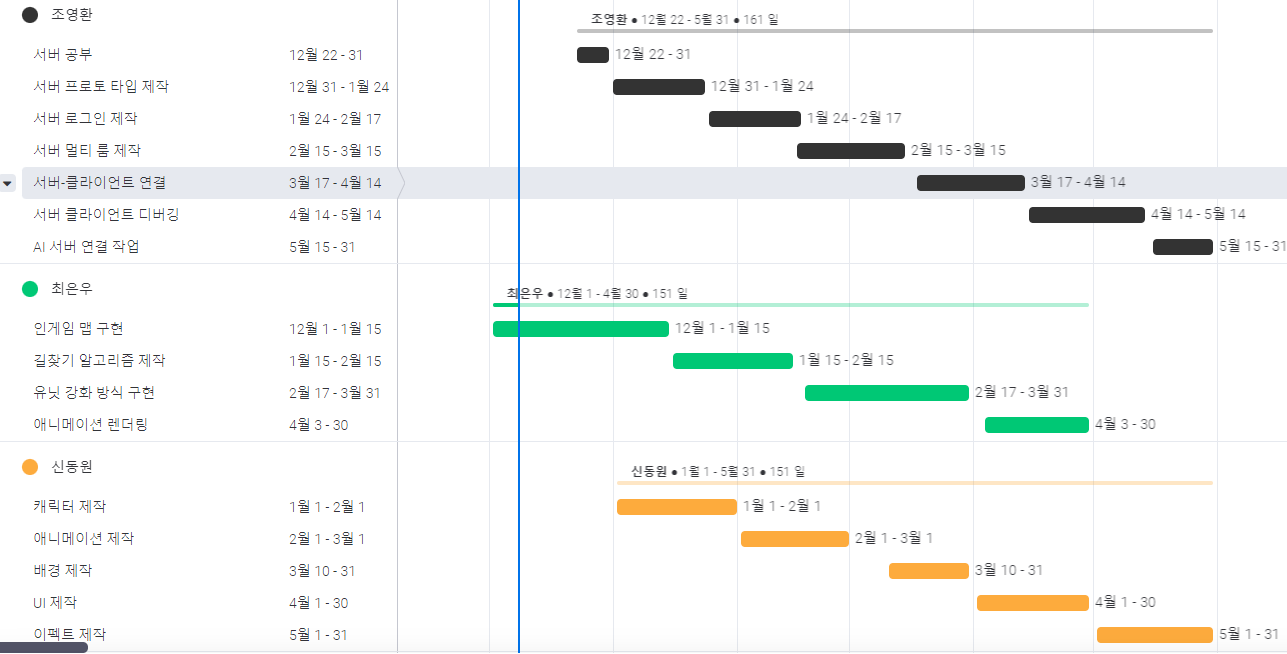 조영환
조영환 ● 12월 22 - 5월 31 ● 161 일
서버 공부 12월 22 - 31 12월 22 - 31
서버 프로토 타입 제작 12월 31 - 1월 24 12월 31 - 1월 24
서버 로그인 제작 1월 24 - 2월 17 1월 24 - 2월 17
서버 멀티 룸 제작 2월 15 - 3월 15 2월 15 - 3월 15
서버-클라이언트 연결 3월 17 - 4월 14 3월 17 - 4월 14
서버 클라이언트 디버깅 4월 14 - 5월 14 4월 14 - 5월 14
AI 서버 연결 작업 5월 15 - 31 5월 15 - 31
최은우
최은우 ● 12월 1 - 4월 30 ● 151 일
인게임 맵 구현 12월 1 - 1월 15 12월 1 - 1월 15
길찾기 알고리즘 제작 1월 15 - 2월 15 1월 15 - 2월 15
유닛 강화 방식 구현 2월 17 - 3월 31 2월 17 - 3월 31
애니메이션 렌더링 4월 3 - 30 4월 3 - 30
신동원
신동원 ● 1월 1 - 5월 31 ● 151 일
캐릭터 제작 1월 1 - 2월 1 1월 1 - 2월 1
애니메이션 제작 2월 1 - 3월 1 2월 1 - 3월 1
배경 제작 3월 10 - 31 3월 10 - 31
UI 제작 4월 1 - 30 4월 1 - 30
이펙트 제작 5월 1 - 31 5월 1 - 31